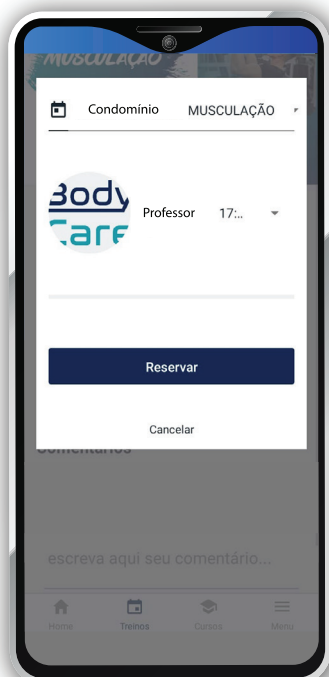 MUSCULAÇÃO
Condomínio MUSCULAÇÃO
Body
Care
Professor 17:..
Reservar
Cancelar
Comentários
escreva aqui seu comentário...
Home Treinos Cursos Menu